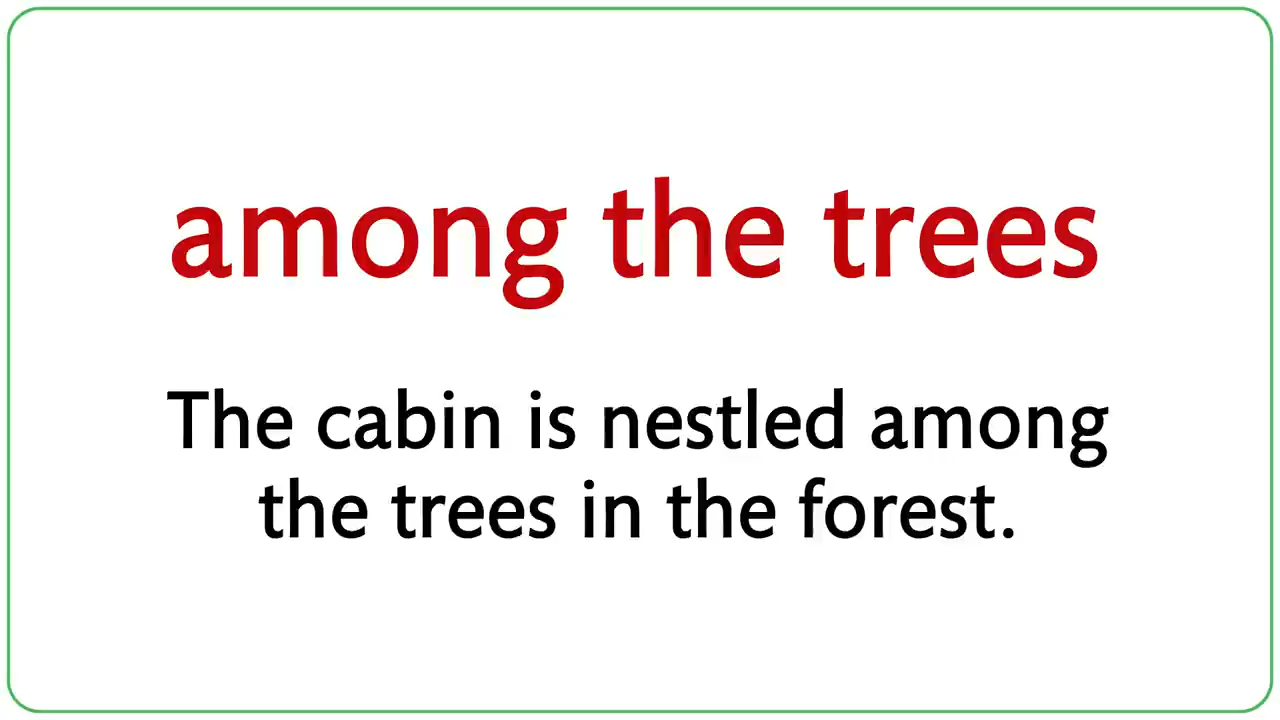 among the trees
The cabin is nestled among
the trees in the forest.